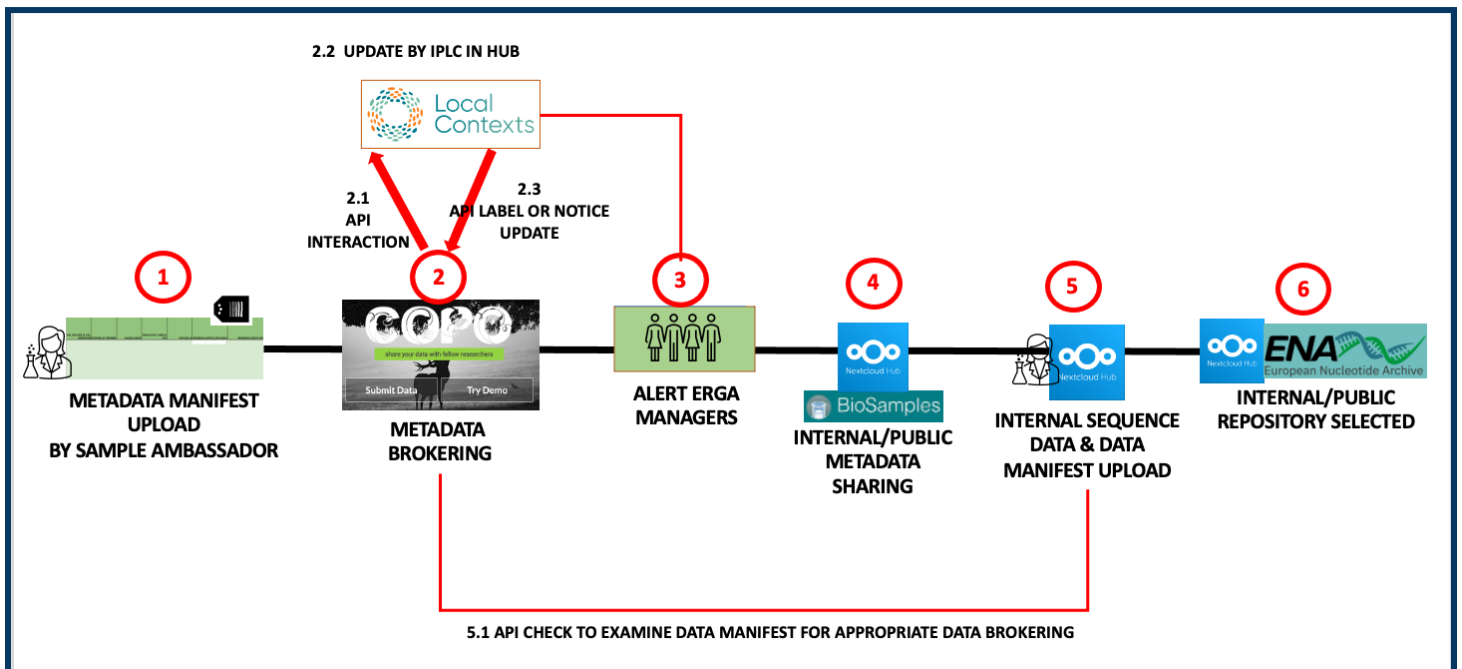 2.2 UPDATE BY IPLC IN HUB
Local
Contexts
2.1
API
INTERACTION
2.3
API LABEL OR NOTICE
UPDATE
1
METADATA MANIFEST
UPLOAD
BY SAMPLE AMBASSADOR
2
COPO
share your data with fellow researchers
Submit Data
Try Demo
METADATA
BROKERING
3
ALERT ERGA
MANAGERS
4
Nextcloud Hub
BioSamples
INTERNAL/PUBLIC
METADATA
SHARING
5
Nextcloud Hub
INTERNAL SEQUENCE
DATA & DATA
MANIFEST UPLOAD
6
Nextcloud Hub
ENA
European Nucleotide Archive
INTERNAL/PUBLIC
REPOSITORY SELECTED
5.1 API CHECK TO EXAMINE DATA MANIFEST FOR APPROPRIATE DATA BROKERING